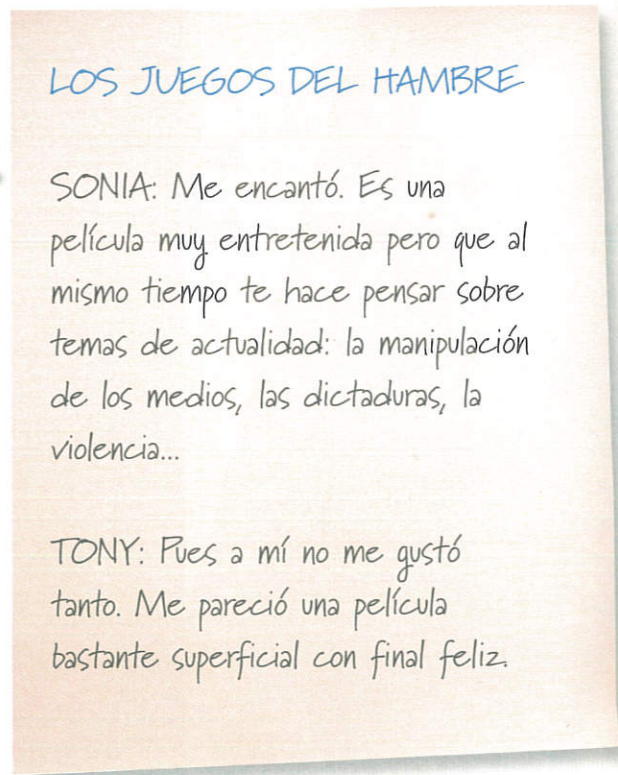 LOS JUEGOS DEL HAMBRE
SONIA: Me encantó. Es una
película muy entretenida pero que al
mismo tiempo te hace pensar sobre
temas de actualidad: la manipulación
de los medios, las dictaduras, la
violencia...
TONY: Pues a mí no me gustó
tanto. Me pareció una película
bastante superficial con final feliz.